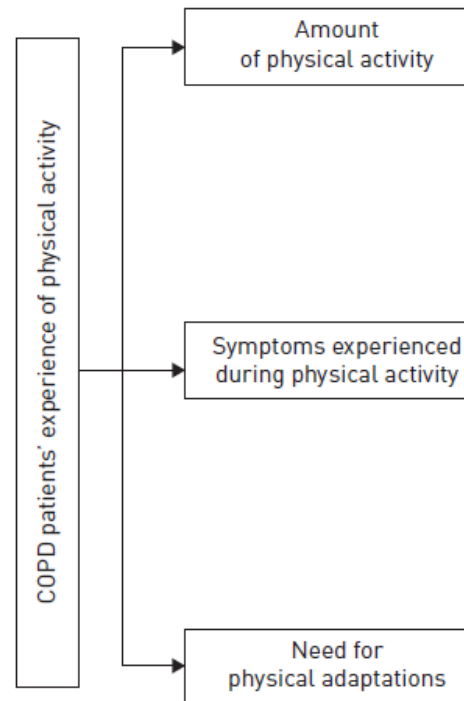 COPD patients' experience of physical activity
Amount
of physical activity
Symptoms experienced
during physical activity
Need for
physical adaptations